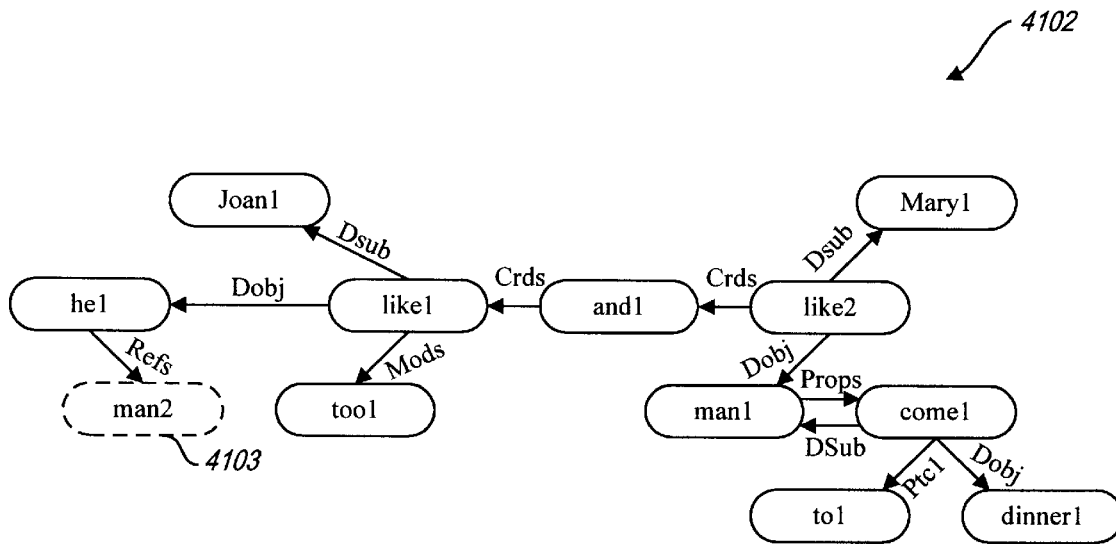 4102
Joan1
Mary1
Dsub
Dsub
he1
Dobj
like1
Crds
and1
Crds
like2
Refs
Mods
Dobj
man2
too1
man1
Props
come1
DSub
4103
Ptc1
Dobj
to1
dinner1